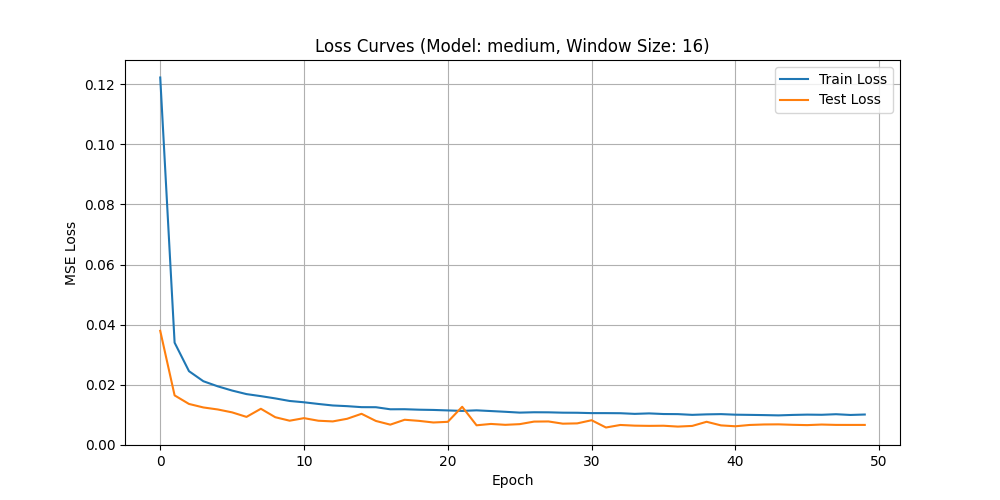 Loss Curves (Model: medium, Window Size: 16)
Train Loss
Test Loss
MSE Loss
0.12
0.10
0.08
0.06
0.04
0.02
0.00
0 10 20 30 40 50
Epoch